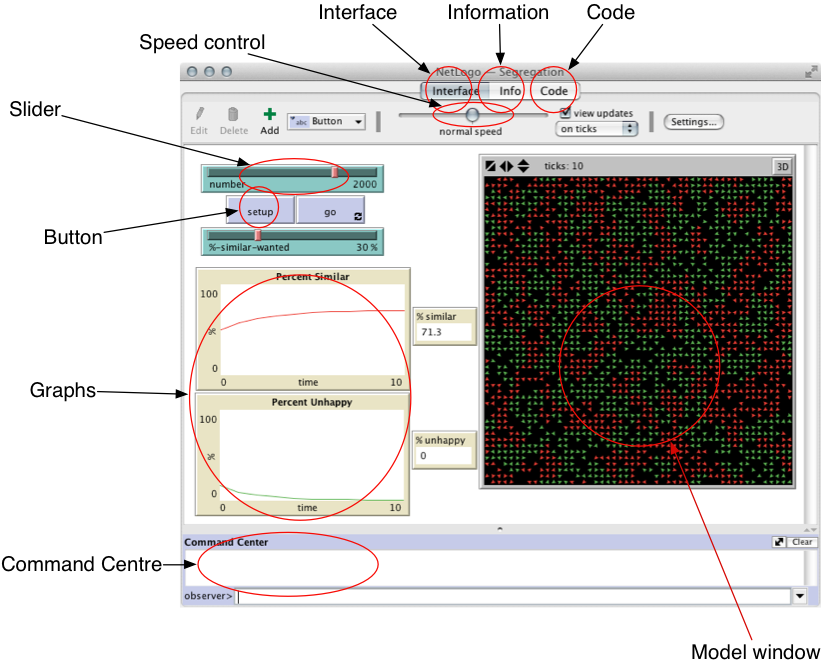 Interface
Information
Code
Speed control
NetLogo — Segregation
Interface
Info
Code
Slider
Edit
Delete
Add
abc Button
normal speed
view updates
on ticks
Settings...
number
2000
ticks: 10
3D
setup
go
Button
%-similar-wanted
30 %
Percent Similar
100
%
0
0
time
10
% similar
71.3
Graphs
Percent Unhappy
100
%
0
0
time
10
% unhappy
0
Command Center
Clear
Command Centre
observer>
Model window